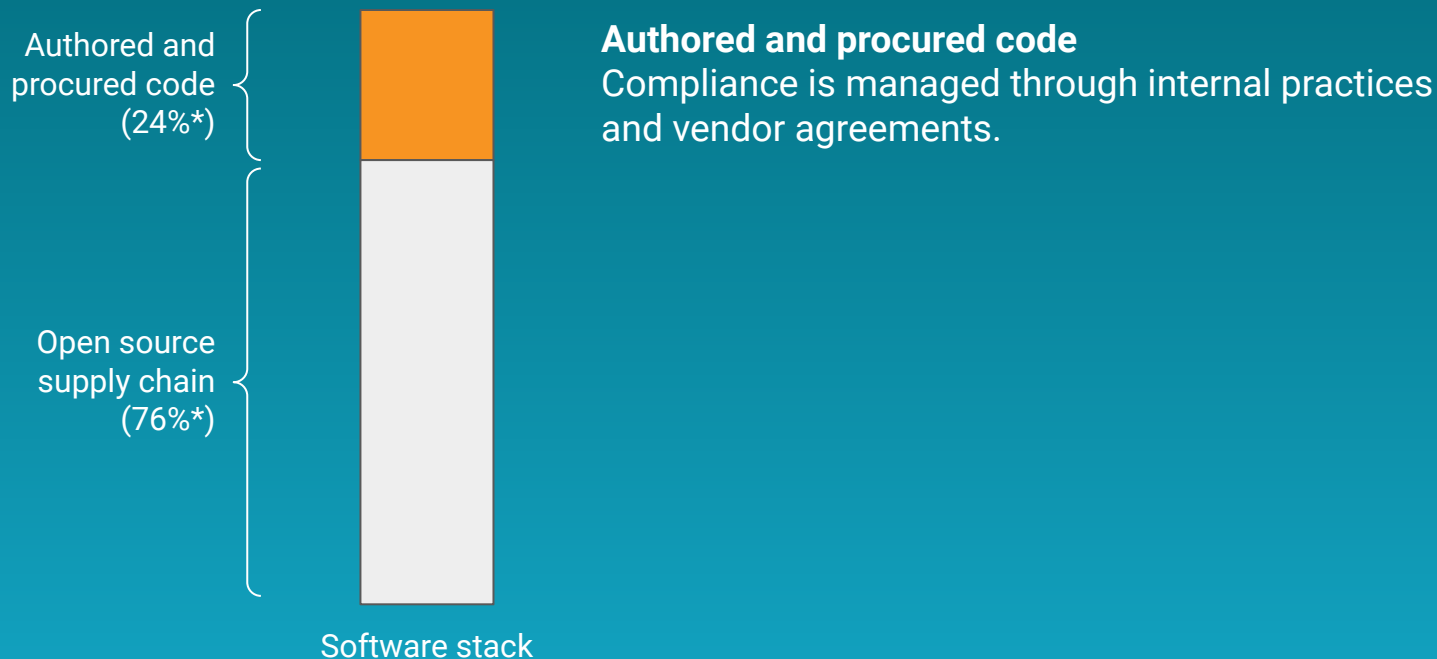 Authored and
procured code
(24%*)
Authored and procured code
Compliance is managed through internal practices
and vendor agreements.
Open source
supply chain
(76%*)
Software stack